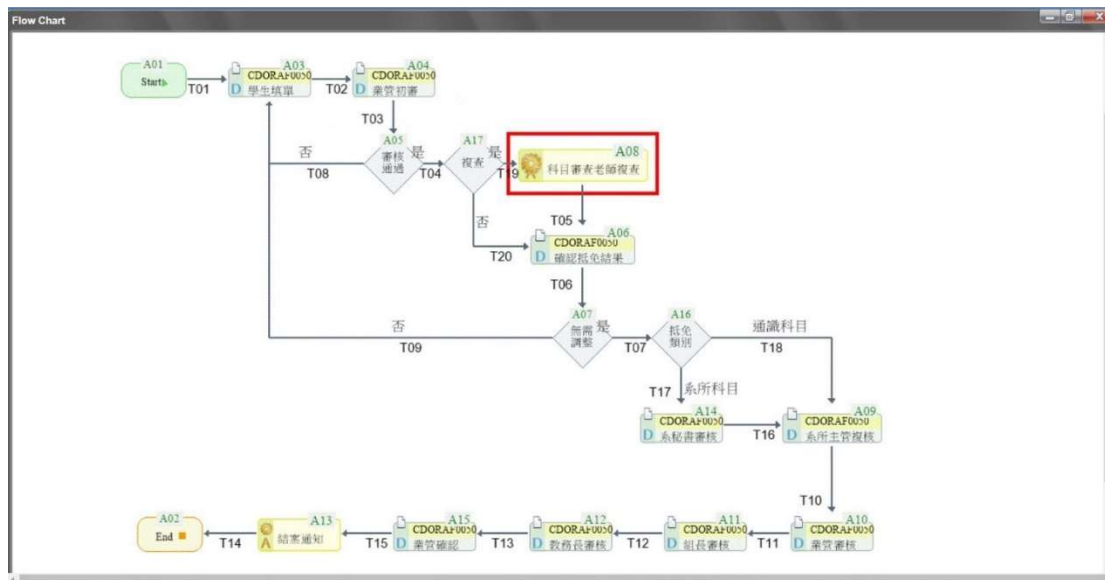 Flow Chart
A01
Start
T01
A03
CDORAF0050
D 學生填單
T02
A04
CDORAF0050
D 業管初審
T03
A05
審核
通過
否
T08
是
T04
A17
複查
是
T19
A08
科目審查老師複查
否
T20
T05
A06
CDORAF0050
D 確認抵免結果
T06
A07
無需
調整
否
T09
是
T07
A16
抵免
類別
通識科目
T18
T17
系所科目
A14
CDORAF0050
D 系秘書審核
T16
A09
CDORAF0050
D 系所主管複核
T10
A02
End
T14
A13
結案通知
T15
A15
CDORAF0050
D 業管確認
T13
A12
CDORAF0050
D 教務長審核
T12
A11
CDORAF0050
D 組長審核
T11
A10
CDORAF0050
D 業管審核